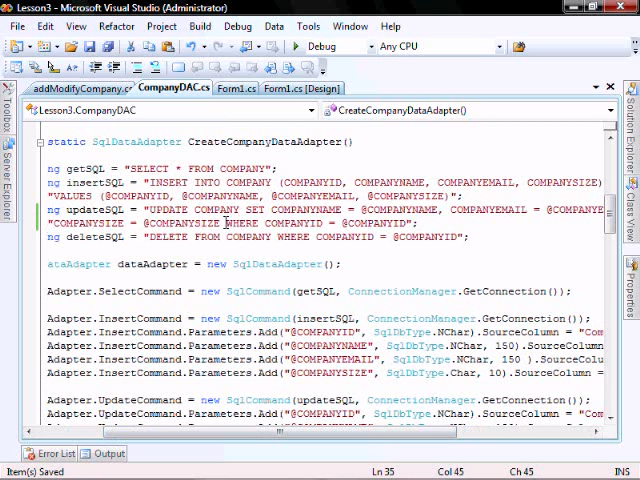 Lesson3 - Microsoft Visual Studio (Administrator)
File Edit View Refactor Project Build Debug Data Tools Window Help
Debug Any CPU
addModifyCompany.cs CompanyDAC.cs Form1.cs Form1.cs [Design]
Lesson3.CompanyDAC CreateCompanyDataAdapter()
Toolbox
Server Explorer
static SqlDataAdapter CreateCompanyDataAdapter()
ng getSQL = "SELECT * FROM COMPANY";
ng insertSQL = "INSERT INTO COMPANY (COMPANYID, COMPANYNAME, COMPANYEMAIL, COMPANYSIZE)
"VALUES (@COMPANYID, @COMPANYNAME, @COMPANYEMAIL, @COMPANYSIZE)";
ng updateSQL = "UPDATE COMPANY SET COMPANYNAME = @COMPANYNAME, COMPANYEMAIL = @COMPANYE
"COMPANYSIZE = @COMPANYSIZE WHERE COMPANYID = @COMPANYID";
ng deleteSQL = "DELETE FROM COMPANY WHERE COMPANYID = @COMPANYID";
ataAdapter dataAdapter = new SqlDataAdapter();
Adapter.SelectCommand = new SqlCommand(getSQL, ConnectionManager.GetConnection());
Adapter.InsertCommand = new SqlCommand(insertSQL, ConnectionManager.GetConnection());
Adapter.InsertCommand.Parameters.Add("@COMPANYID", SqlDbType.NChar).SourceColumn = "Com
Adapter.InsertCommand.Parameters.Add("@COMPANYNAME", SqlDbType.NChar, 150).SourceColumn
Adapter.InsertCommand.Parameters.Add("@COMPANYEMAIL", SqlDbType.NChar, 150 ).SourceColum
Adapter.InsertCommand.Parameters.Add("@COMPANYSIZE", SqlDbType.Char, 10).SourceColumn =
Adapter.UpdateCommand = new SqlCommand(updateSQL, ConnectionManager.GetConnection());
Adapter.UpdateCommand.Parameters.Add("@COMPANYID", SqlDbType.NChar).SourceColumn = "Com
Solution Explorer
Class View
Properties
Error List Output
Item(s) Saved Ln 35 Col 45 Ch 45 INS